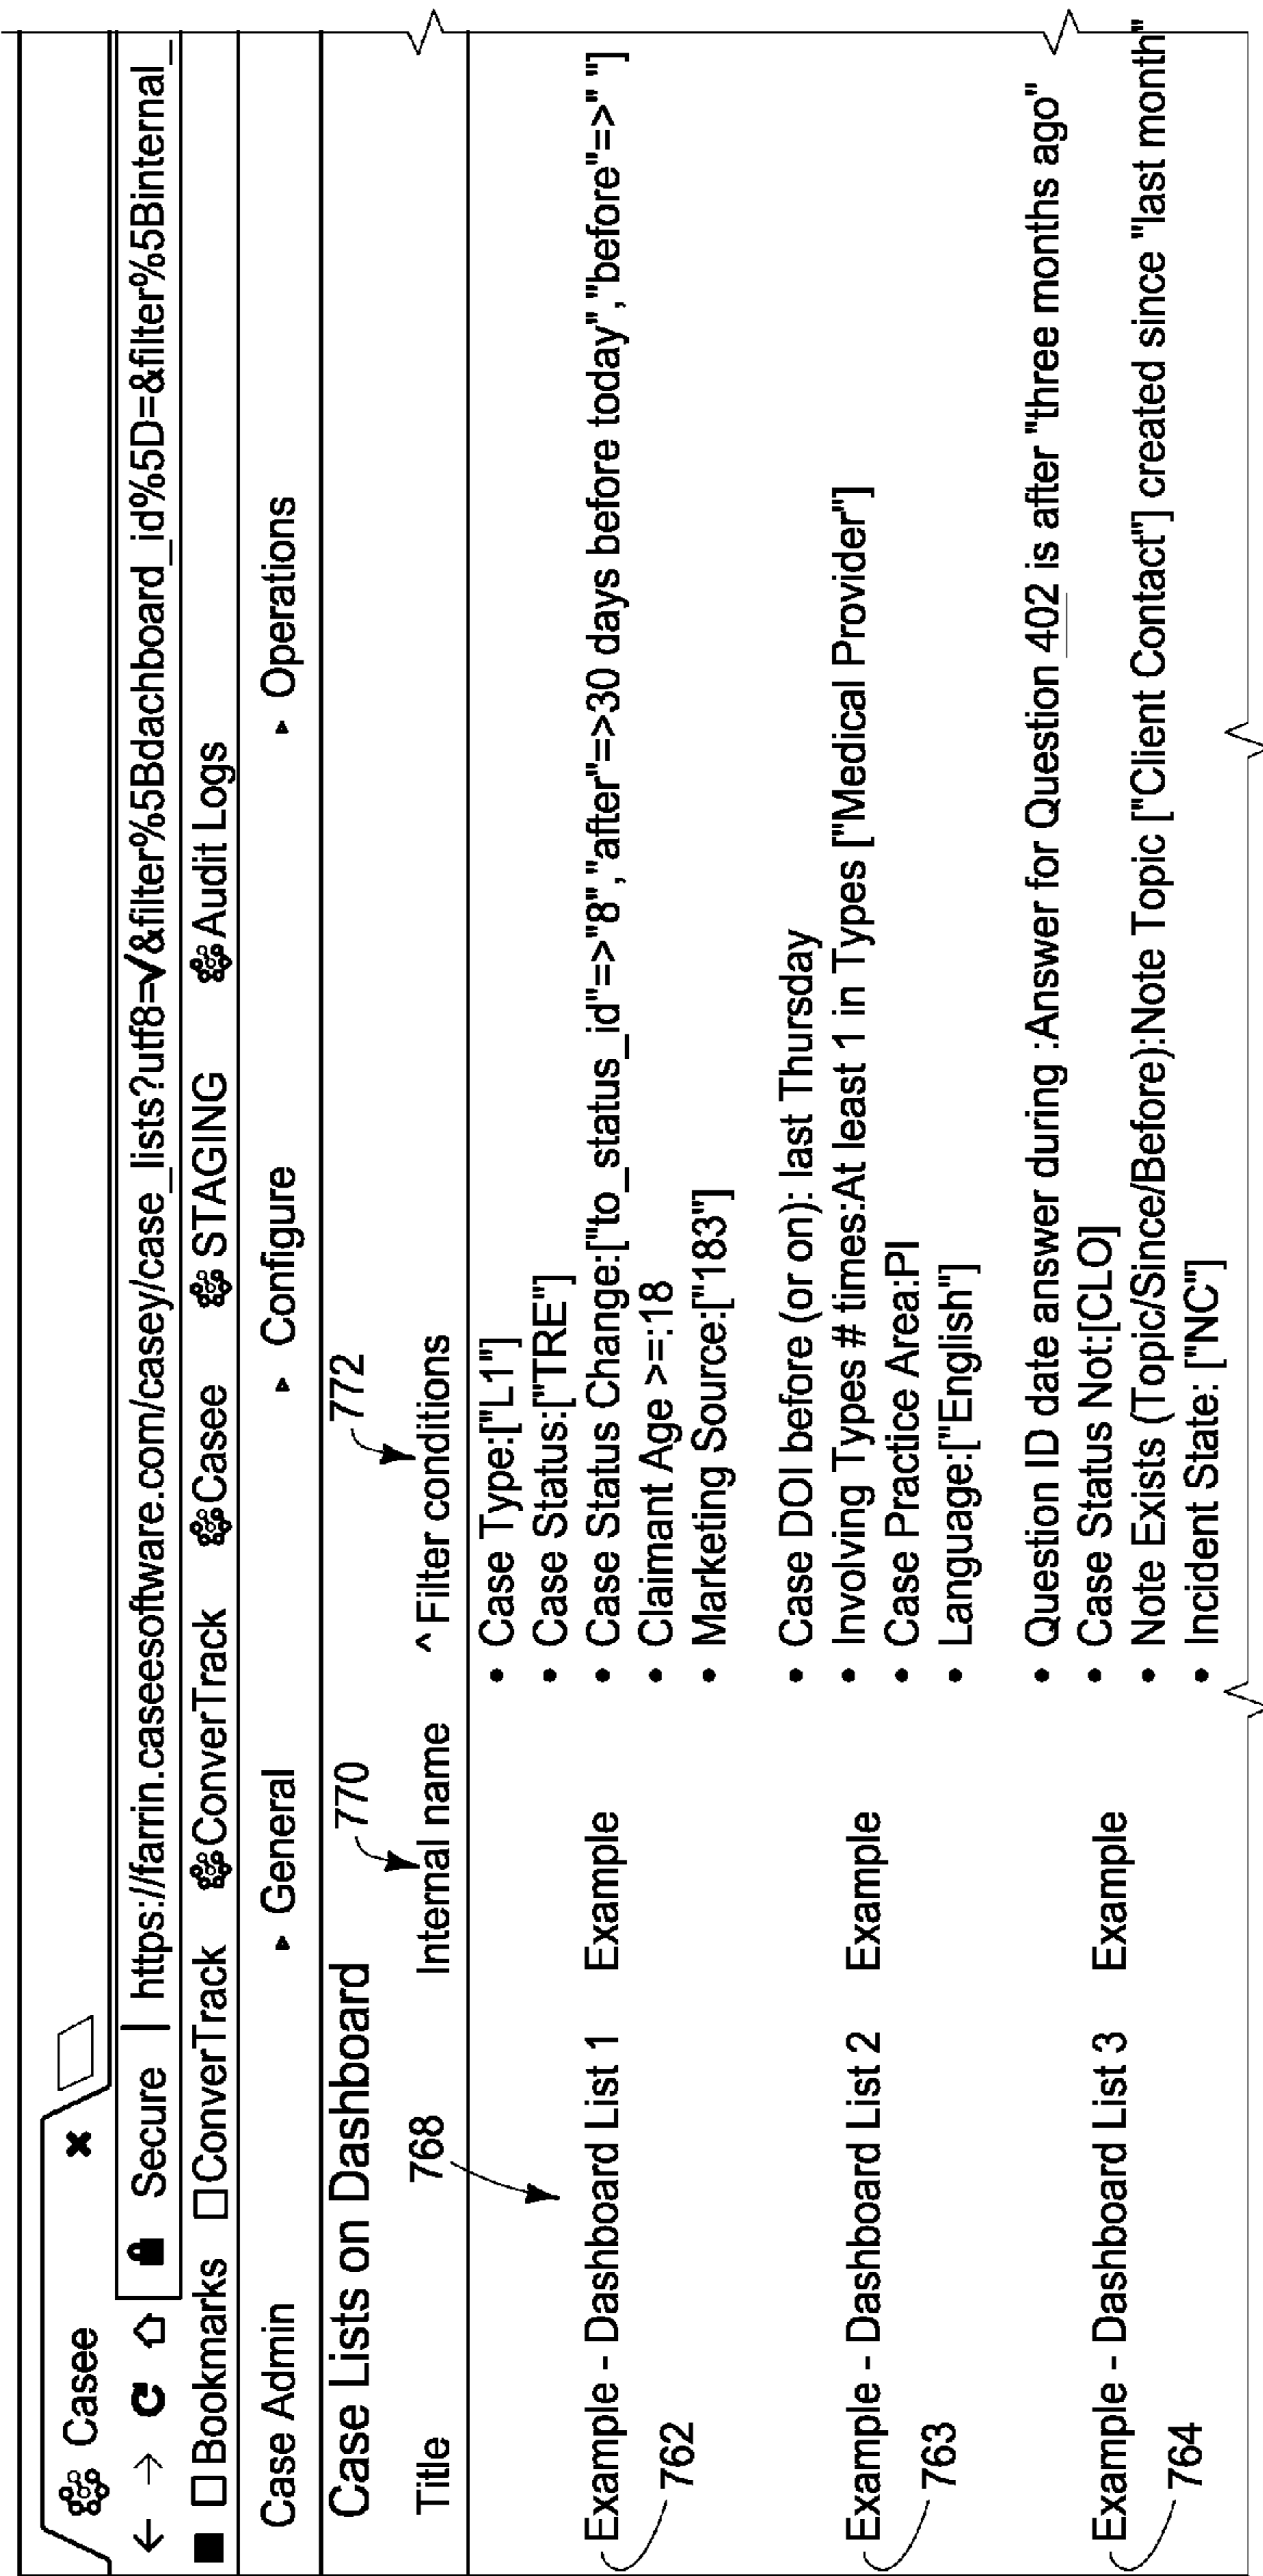 Casee ×
Secure | https://farrin.caseesoftware.com/casey/case_lists?utf8=✓&filter%5Bdachboard_id%5D=&filter%5Binternal_
Bookmarks ConverTrack ConverTrack Casee STAGING Audit Logs
Case Admin General Configure Operations
Case Lists on Dashboard
768 770 772
Title Internal name ^ Filter conditions
• Case Type:["L1"]
• Case Status:["TRE"]
Example - Dashboard List 1 Example • Case Status Change:["to_status_id"=>"8","after"=>30 days before today","before"=>" "]
• Claimant Age >=:18
762 • Marketing Source:["183"]
• Case DOI before (or on): last Thursday
Example - Dashboard List 2 Example • Involving Types # times:At least 1 in Types ["Medical Provider"]
• Case Practice Area:PI
763 • Language:["English"]
• Question ID date answer during :Answer for Question 402 is after "three months ago"
• Case Status Not:[CLO]
Example - Dashboard List 3 Example
• Note Exists (Topic/Since/Before):Note Topic ["Client Contact"] created since "last month"
764 • Incident State: ["NC"]